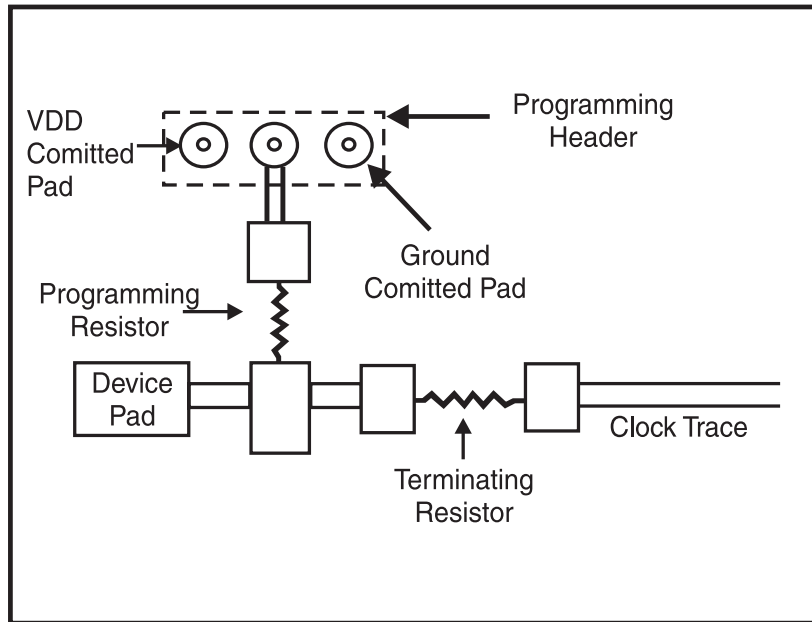 VDD
Comitted
Pad
Programming
Header
Ground
Comitted Pad
Programming
Resistor
Device
Pad
Clock Trace
Terminating
Resistor